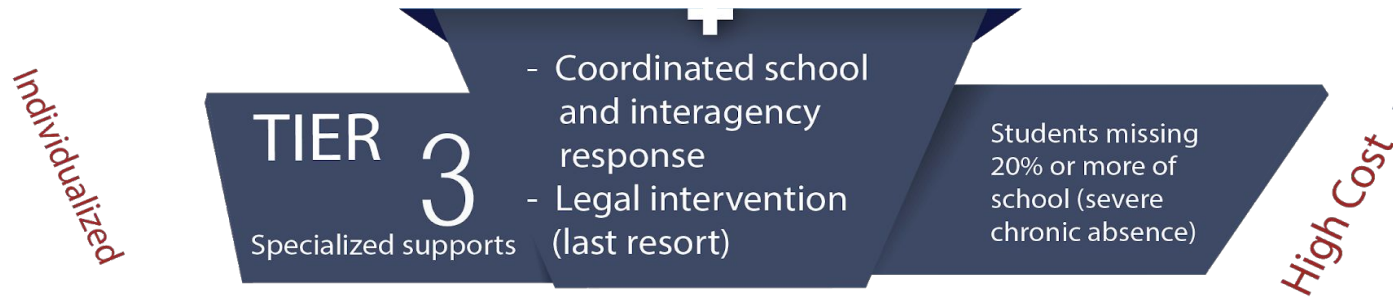 Individualized
TIER 3
Specialized supports
+
- Coordinated school
and interagency
response
- Legal intervention
(last resort)
Students missing
20% or more of
school (severe
chronic absence)
High Cost